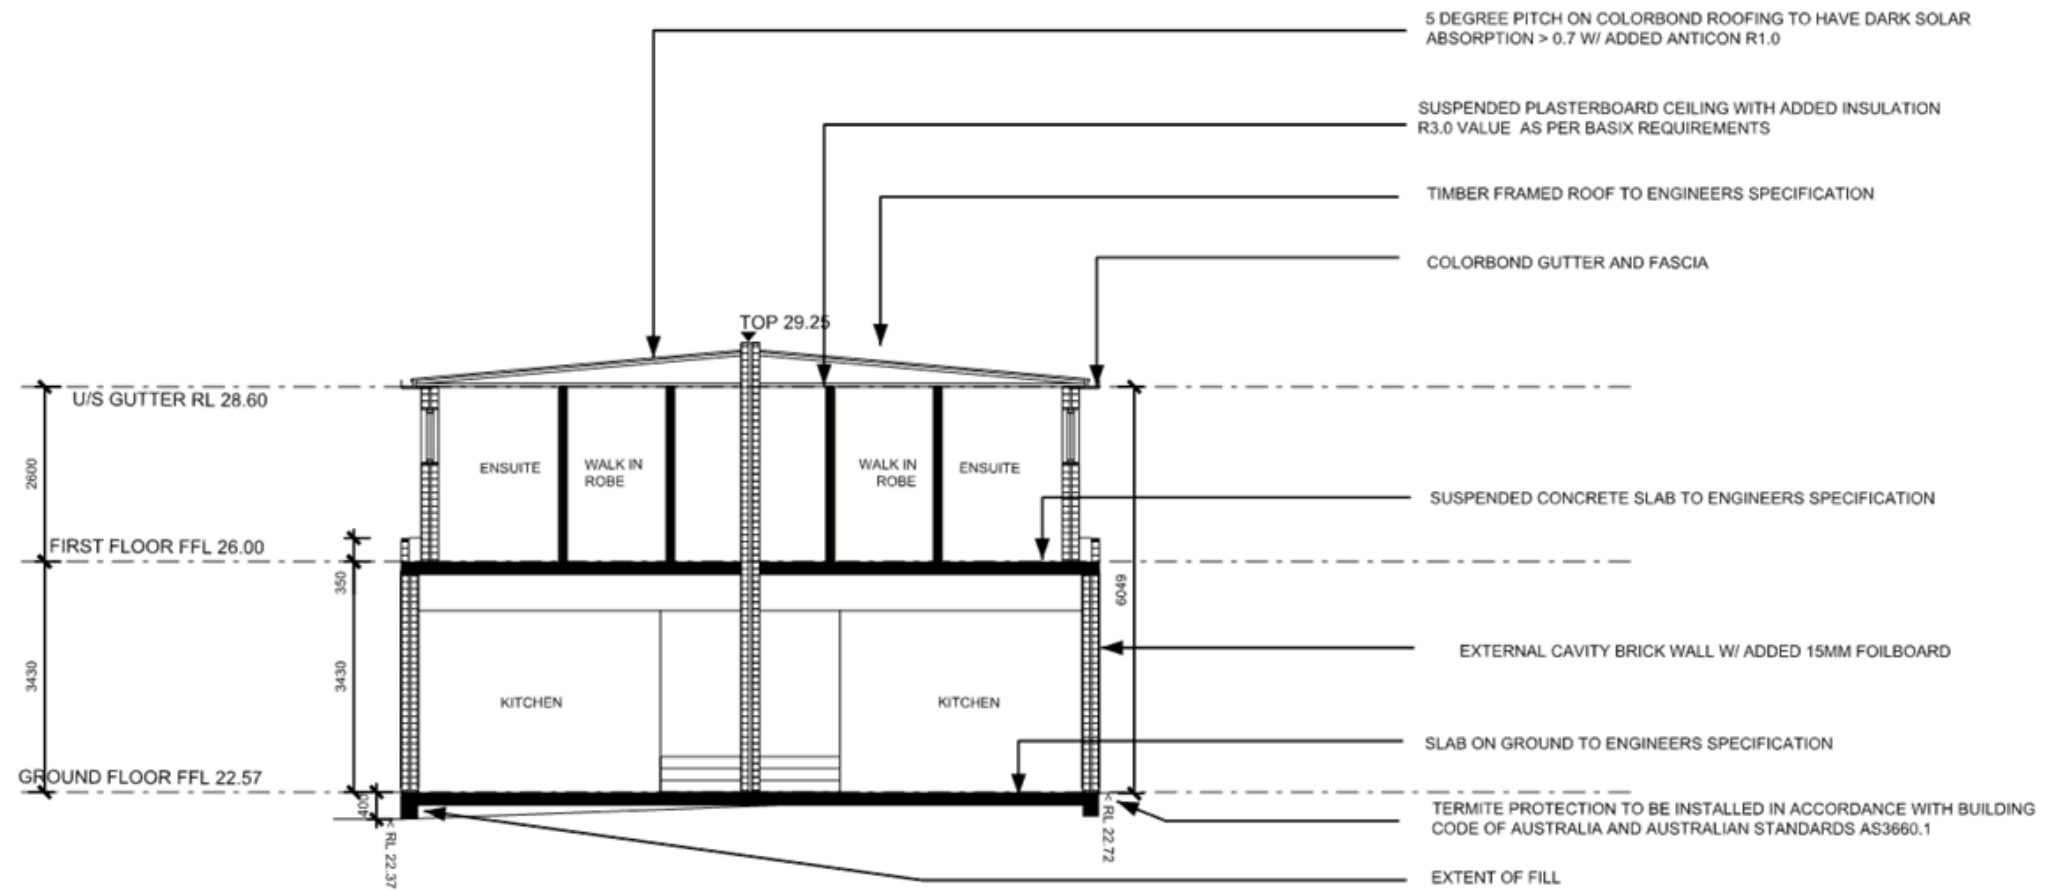 5 DEGREE PITCH ON COLORBOND ROOFING TO HAVE DARK SOLAR
ABSORPTION > 0.7 W/ ADDED ANTICON R1.0
SUSPENDED PLASTERBOARD CEILING WITH ADDED INSULATION
R3.0 VALUE AS PER BASIX REQUIREMENTS
TIMBER FRAMED ROOF TO ENGINEERS SPECIFICATION
COLORBOND GUTTER AND FASCIA
TOP 29.25
U/S GUTTER RL 28.60
2600
ENSUITE
WALK IN
ROBE
WALK IN
ROBE
ENSUITE
SUSPENDED CONCRETE SLAB TO ENGINEERS SPECIFICATION
FIRST FLOOR FFL 26.00
350
6049
EXTERNAL CAVITY BRICK WALL W/ ADDED 15MM FOILBOARD
3430
3430
KITCHEN
KITCHEN
SLAB ON GROUND TO ENGINEERS SPECIFICATION
GROUND FLOOR FFL 22.57
400
< RL 22.37
< RL 22.72
TERMITE PROTECTION TO BE INSTALLED IN ACCORDANCE WITH BUILDING
CODE OF AUSTRALIA AND AUSTRALIAN STANDARDS AS3660.1
EXTENT OF FILL